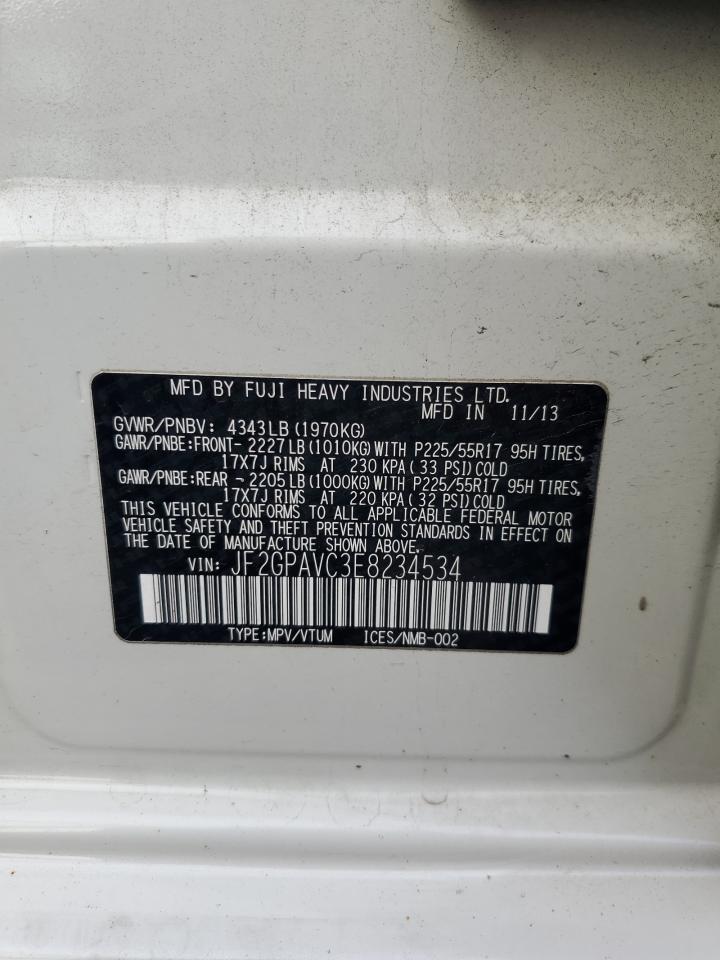 MFD BY FUJI HEAVY INDUSTRIES LTD.
MFD IN 11/13
GVWR/PNBV: 4343LB(1970KG)
GAWR/PNBE:FRONT- 2227LB(1010KG)WITH P225/55R17 95H TIRES,
17X7J RIMS AT 230 KPA(33 PSI)COLD
GAWR/PNBE:REAR - 2205LB(1000KG)WITH P225/55R17 95H TIRES,
17X7J RIMS AT 220 KPA(32 PSI)COLD
THIS VEHICLE CONFORMS TO ALL APPLICABLE FEDERAL MOTOR
VEHICLE SAFETY AND THEFT PREVENTION STANDARDS IN EFFECT ON
THE DATE OF MANUFACTURE SHOWN ABOVE.
VIN: JF2GPAVC3E8234534
TYPE:MPV/VTUM ICES/NMB-002